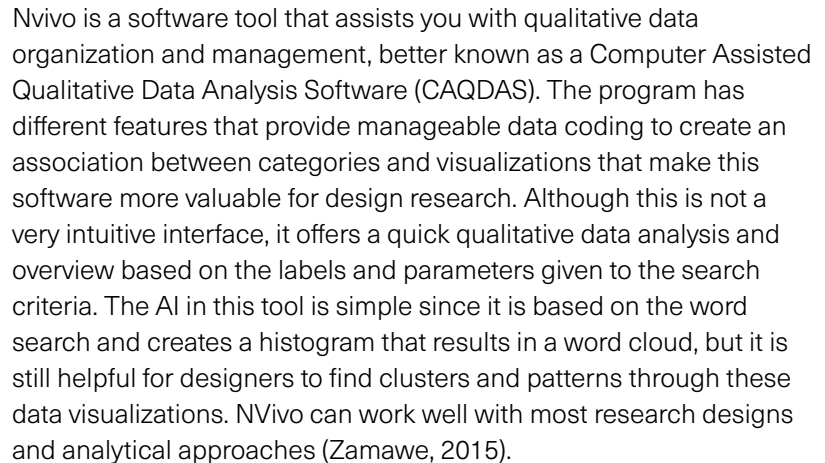 Nvivo is a software tool that assists you with qualitative data
organization and management, better known as a Computer Assisted
Qualitative Data Analysis Software (CAQDAS). The program has
different features that provide manageable data coding to create an
association between categories and visualizations that make this
software more valuable for design research. Although this is not a
very intuitive interface, it offers a quick qualitative data analysis and
overview based on the labels and parameters given to the search
criteria. The AI in this tool is simple since it is based on the word
search and creates a histogram that results in a word cloud, but it is
still helpful for designers to find clusters and patterns through these
data visualizations. NVivo can work well with most research designs
and analytical approaches (Zamawe, 2015).